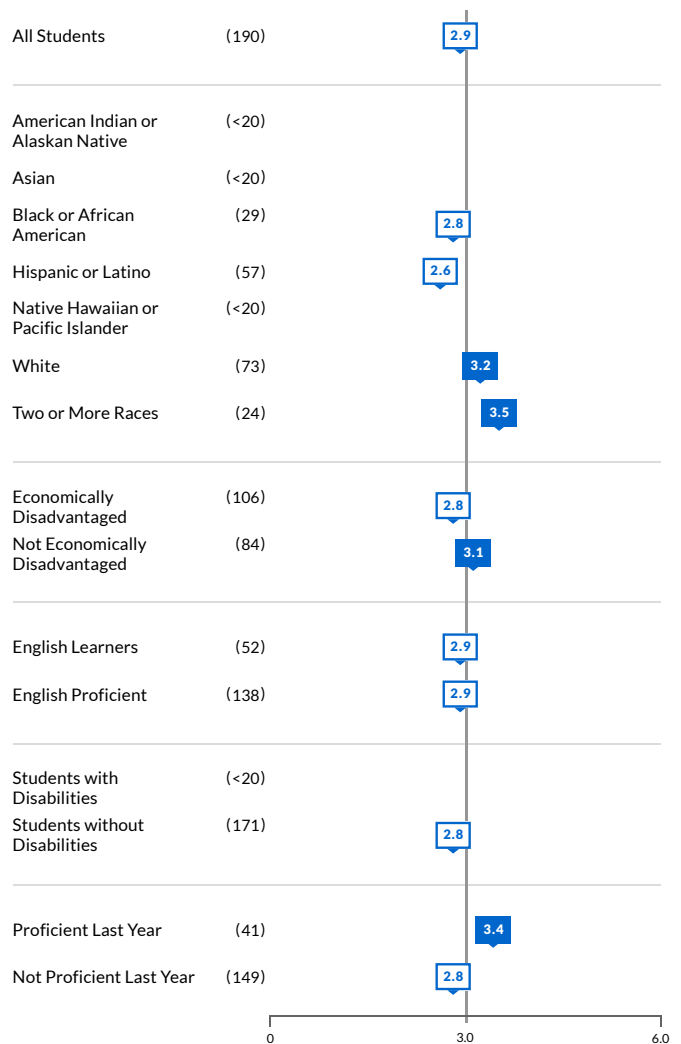 All Students (190) 2.9
American Indian or
Alaskan Native (<20)
Asian (<20)
Black or African
American (29) 2.8
Hispanic or Latino (57) 2.6
Native Hawaiian or
Pacific Islander (<20)
White (73) 3.2
Two or More Races (24) 3.5
Economically
Disadvantaged (106) 2.8
Not Economically
Disadvantaged (84) 3.1
English Learners (52) 2.9
English Proficient (138) 2.9
Students with
Disabilities (<20)
Students without
Disabilities (171) 2.8
Proficient Last Year (41) 3.4
Not Proficient Last Year (149) 2.8
0 3.0 6.0